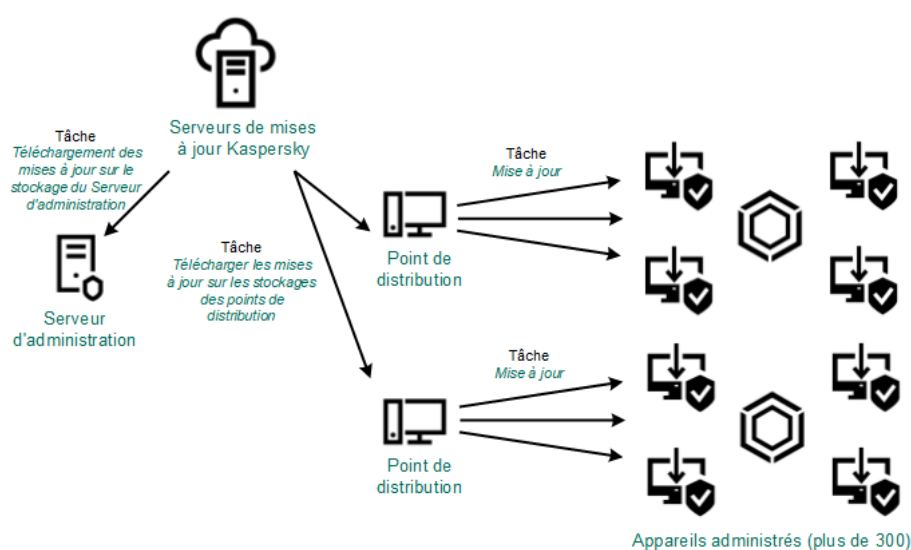 Serveurs de mises
à jour Kaspersky
Tâche
Téléchargement des
mises à jour sur le
stockage du Serveur
d'administration
Serveur
d'administration
Tâche
Télécharger les mises
à jour sur les stockages
des points de
distribution
Tâche
Mise à jour
Point de
distribution
Tâche
Mise à jour
Point de
distribution
Appareils administrés (plus de 300)